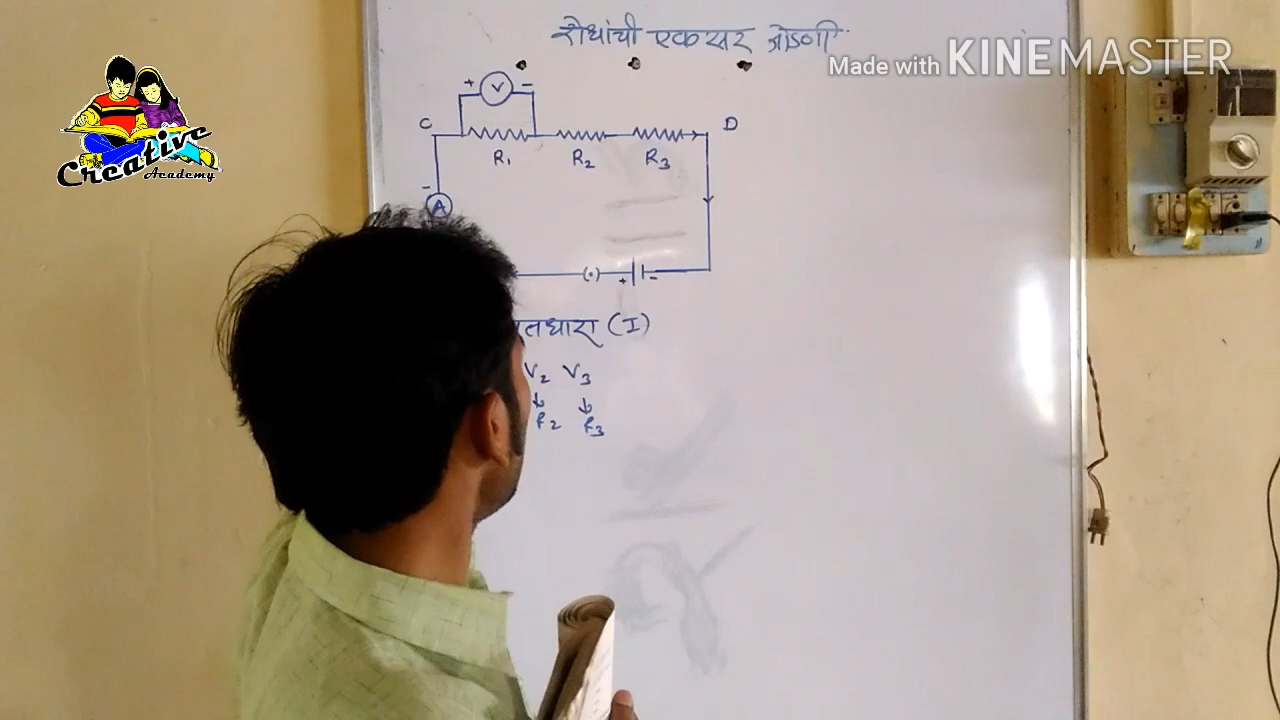 रोधांची एकसर जोडणी
Made with KINEMASTER
Creative
Academy
+ V -
C D
R₁ R₂ R₃
-
A
(•) + -
तधारा (I)
V₂ V₃
↓ ↓
R₂ R₃